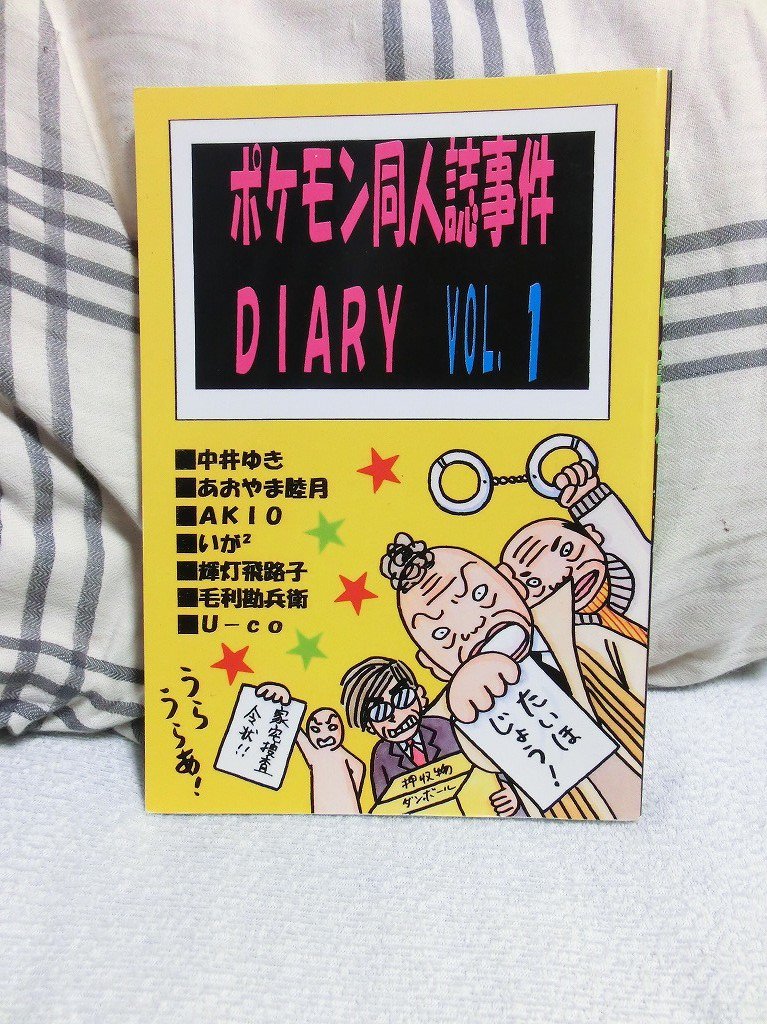 ポケモン同人誌事件
DIARY VOL.1
■中井ゆき
■あおやま睦月
■AKIO
■いが²
■輝灯飛路子
■毛利勘兵衛
■U-co
うら
うらあ!
家宅捜査
令状!!
押収物
ダンボール
たいほ
じょう!